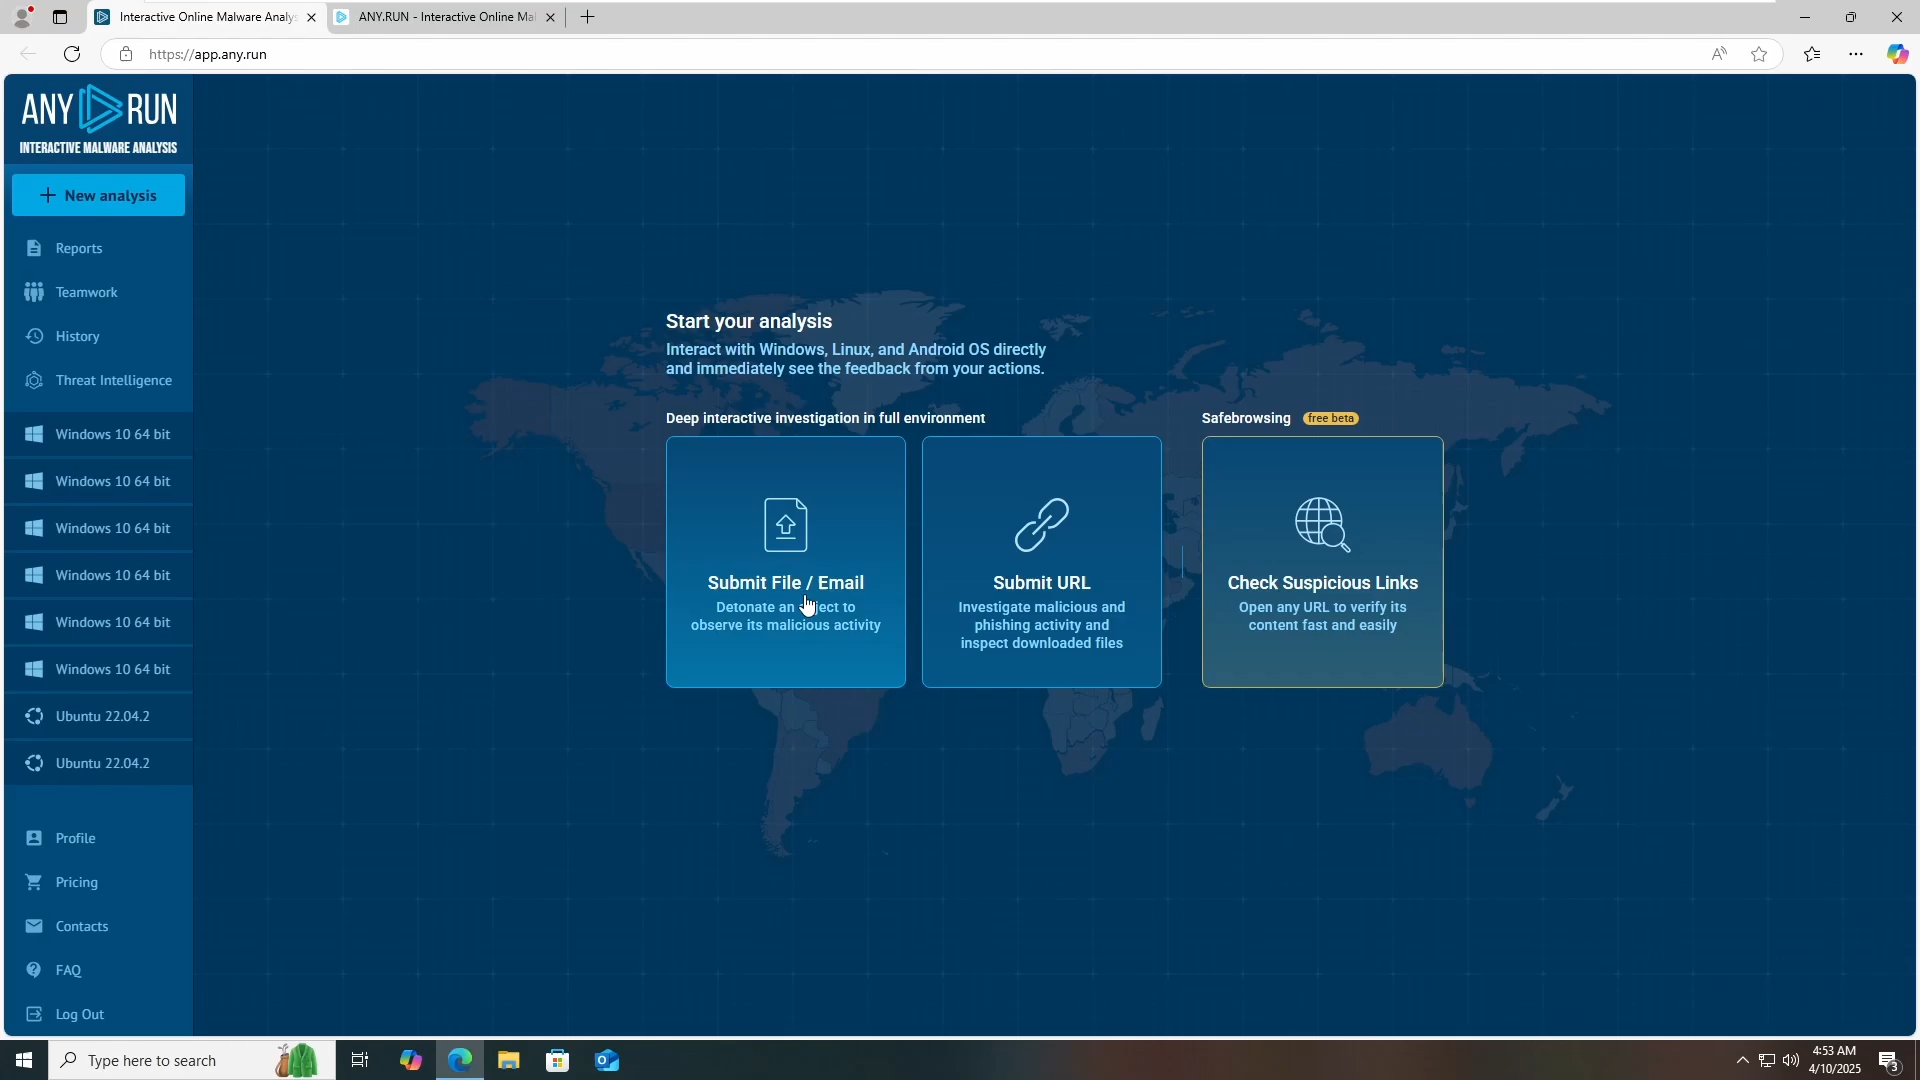 Interactive Online Malware Analys
ANY.RUN - Interactive Online Mal
https://app.any.run
ANY RUN
INTERACTIVE MALWARE ANALYSIS
New analysis
Reports
Teamwork
History
Threat Intelligence
Windows 10 64 bit
Windows 10 64 bit
Windows 10 64 bit
Windows 10 64 bit
Windows 10 64 bit
Windows 10 64 bit
Ubuntu 22.04.2
Ubuntu 22.04.2
Profile
Pricing
Contacts
FAQ
Log Out
Start your analysis
Interact with Windows, Linux, and Android OS directly
and immediately see the feedback from your actions.
Deep interactive investigation in full environment
Submit File / Email
Detonate an object to
observe its malicious activity
Submit URL
Investigate malicious and
phishing activity and
inspect downloaded files
Safebrowsing free beta
Check Suspicious Links
Open any URL to verify its
content fast and easily
Type here to search
4:53 AM
4/10/2025
3